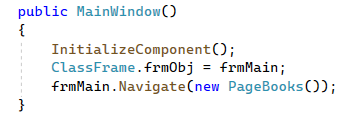 public MainWindow()
{
    InitializeComponent();
    ClassFrame.frmObj = frmMain;
    frmMain.Navigate(new PageBooks());
}